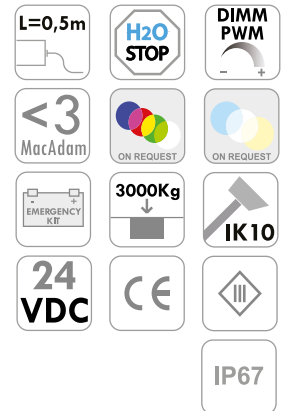 L=0,5m
H2O
STOP
DIMM
PWM
- +
<3
MacAdam
ON REQUEST
ON REQUEST
- +
EMERGENCY
KIT
3000Kg
IK10
24
VDC
CE
III
IP67